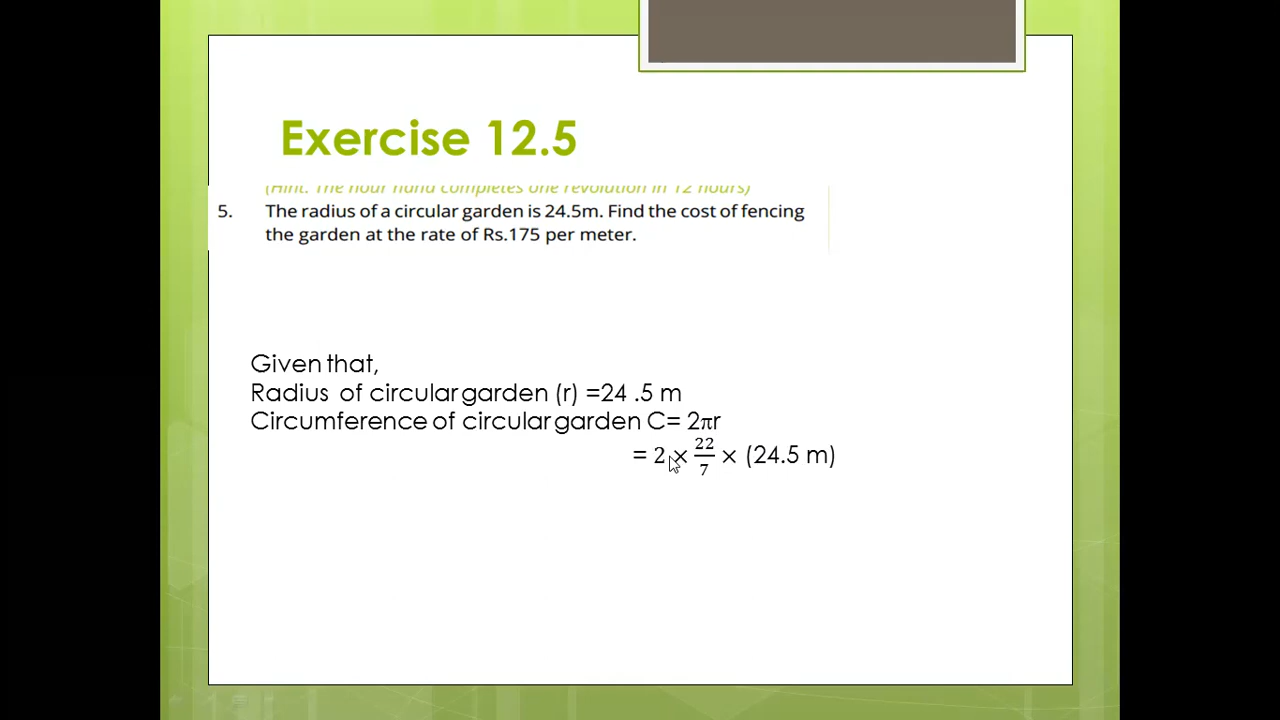 Exercise 12.5
(Hint: The hour hand completes one revolution in 12 hours)
5. The radius of a circular garden is 24.5m. Find the cost of fencing
the garden at the rate of Rs.175 per meter.
Given that,
Radius of circular garden (r) =24 .5 m
Circumference of circular garden C= 2πr
= 2 × 22/7 × (24.5 m)